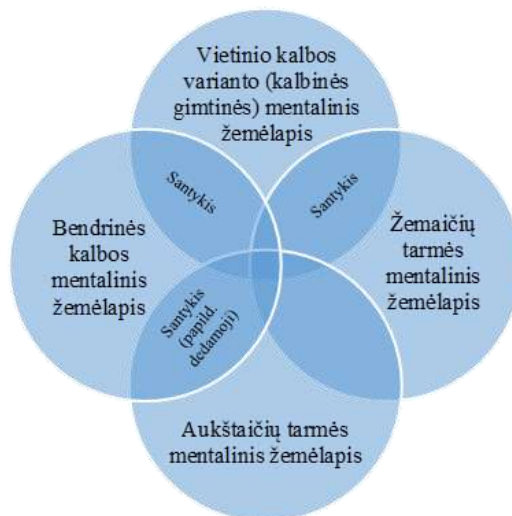 Vietinio kalbos
varianto (kalbinės
gimtinės) mentalinis
žemėlapis
Santykis
Santykis
Bendrinės
kalbos
mentalinis
žemėlapis
Žemaičių
tarmės
mentalinis
žemėlapis
Santykis
(papild.
dedamoji)
Aukštaičių tarmės
mentalinis žemėlapis